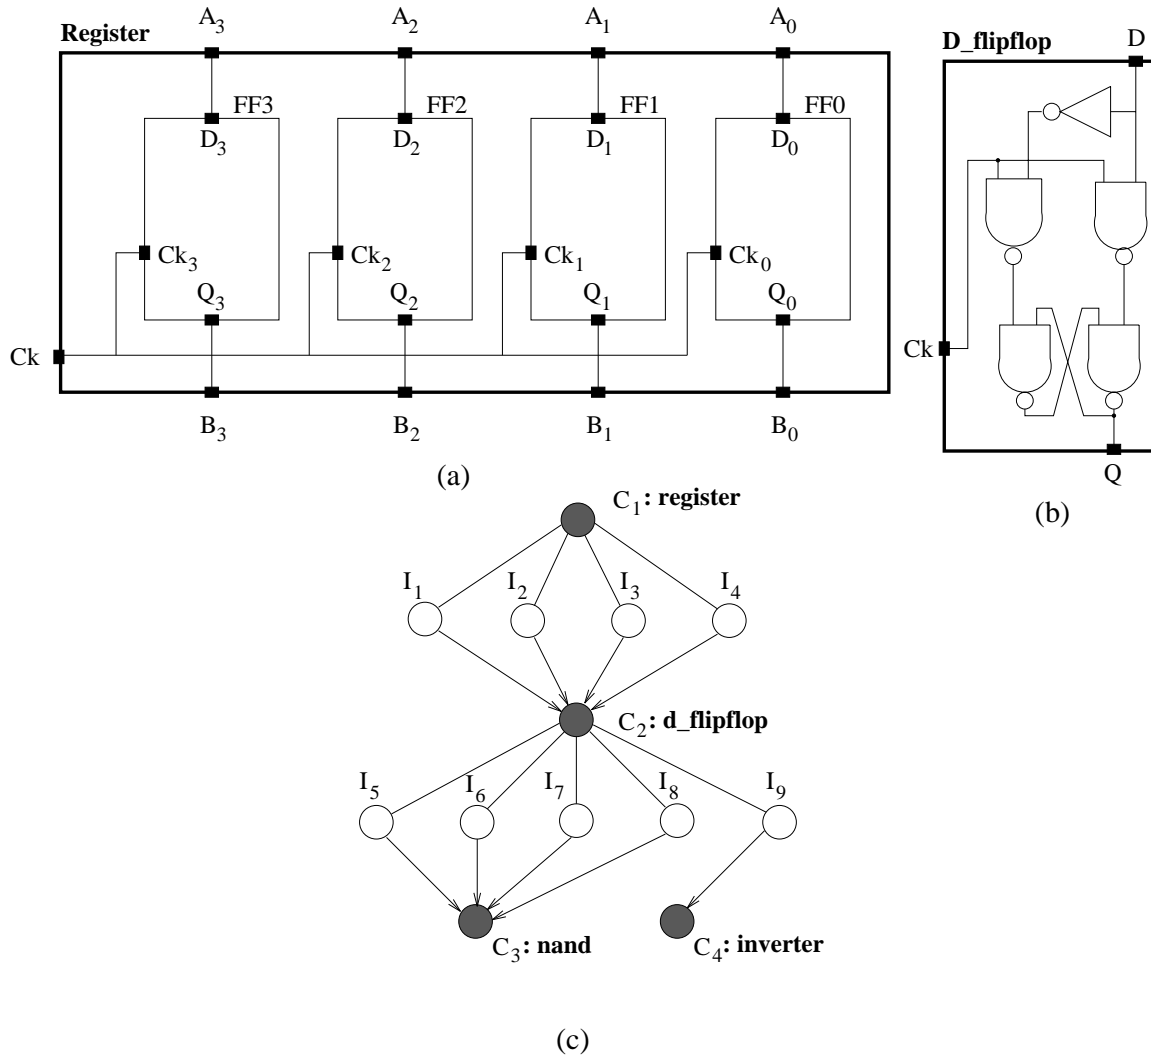 Register
A3 A2 A1 A0
FF3 FF2 FF1 FF0
D3 D2 D1 D0
Ck3 Ck2 Ck1 Ck0
Q3 Q2 Q1 Q0
Ck
B3 B2 B1 B0
(a)
D_flipflop
D
Ck
Q
(b)
C1: register
I1 I2 I3 I4
C2: d_flipflop
I5 I6 I7 I8 I9
C3: nand
C4: inverter
(c)